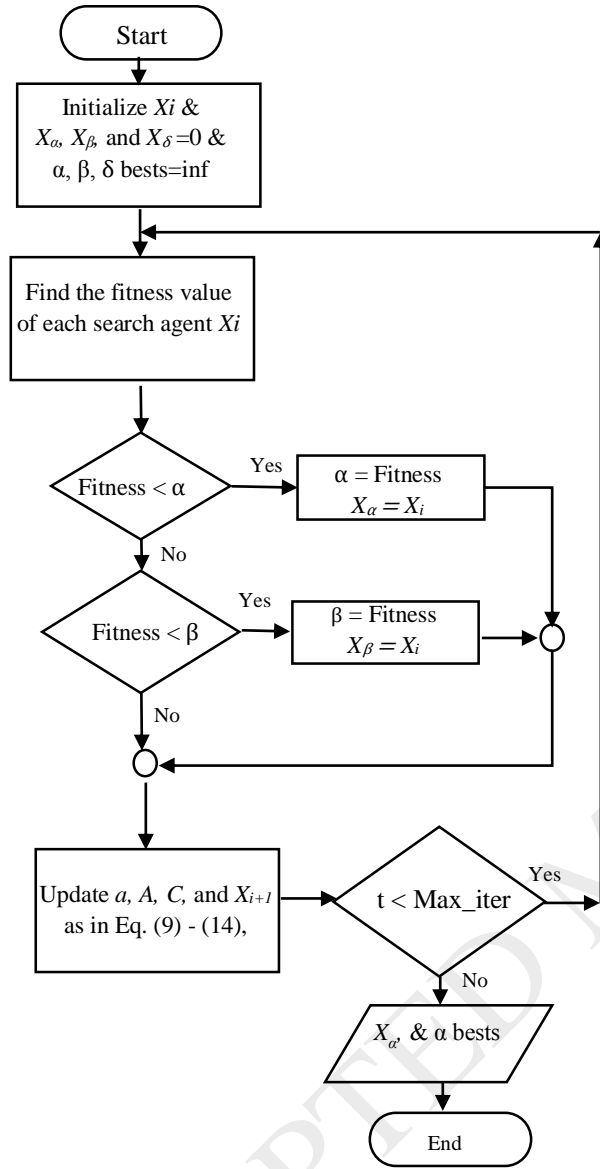 Start
Initialize Xi &
Xα, Xβ, and Xδ =0 &
α, β, δ bests=inf
Find the fitness value
of each search agent Xi
Fitness < α
Yes
α = Fitness
Xα = Xi
No
Fitness < β
Yes
β = Fitness
Xβ = Xi
No
Update a, A, C, and Xi+1
as in Eq. (9) - (14),
t < Max_iter
Yes
No
Xα, & α bests
End
PTED M